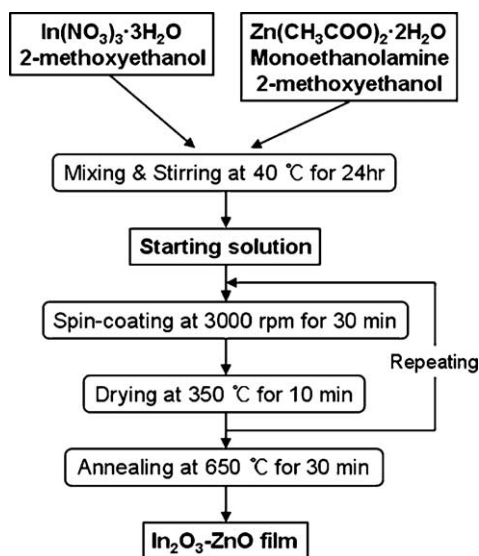 In(NO₃)₃·3H₂O
2-methoxyethanol
Zn(CH₃COO)₂·2H₂O
Monoethanolamine
2-methoxyethanol
Mixing & Stirring at 40 ℃ for 24hr
Starting solution
Spin-coating at 3000 rpm for 30 min
Repeating
Drying at 350 ℃ for 10 min
Annealing at 650 ℃ for 30 min
In₂O₃-ZnO film